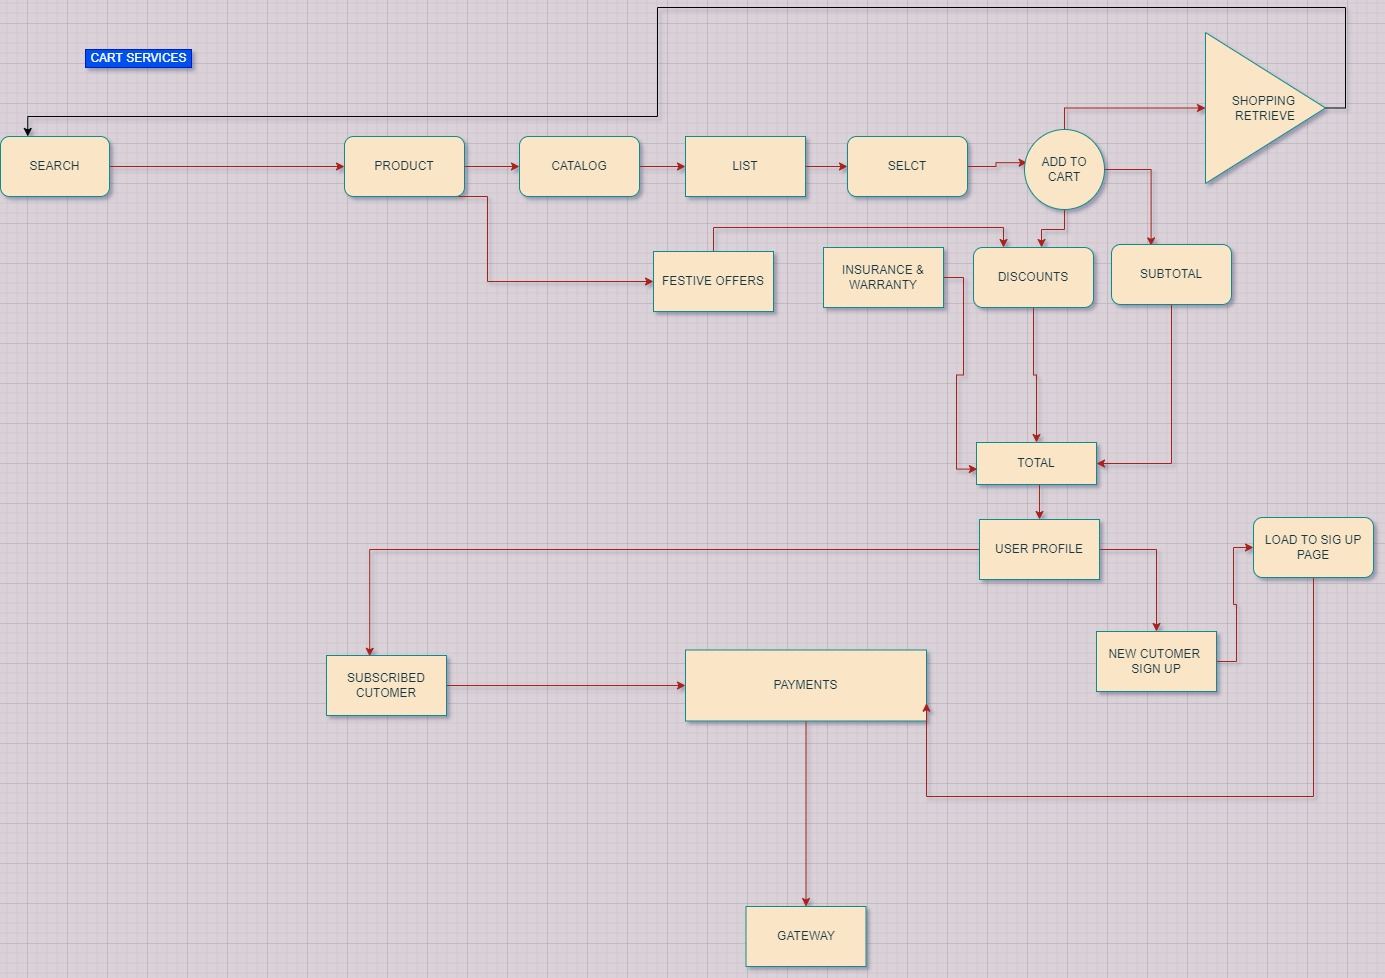 CART SERVICES
SHOPPING
RETRIEVE
SEARCH
PRODUCT
CATALOG
LIST
SELCT
ADD TO
CART
FESTIVE OFFERS
INSURANCE &
WARRANTY
DISCOUNTS
SUBTOTAL
TOTAL
USER PROFILE
LOAD TO SIG UP
PAGE
SUBSCRIBED
CUTOMER
PAYMENTS
NEW CUTOMER
SIGN UP
GATEWAY